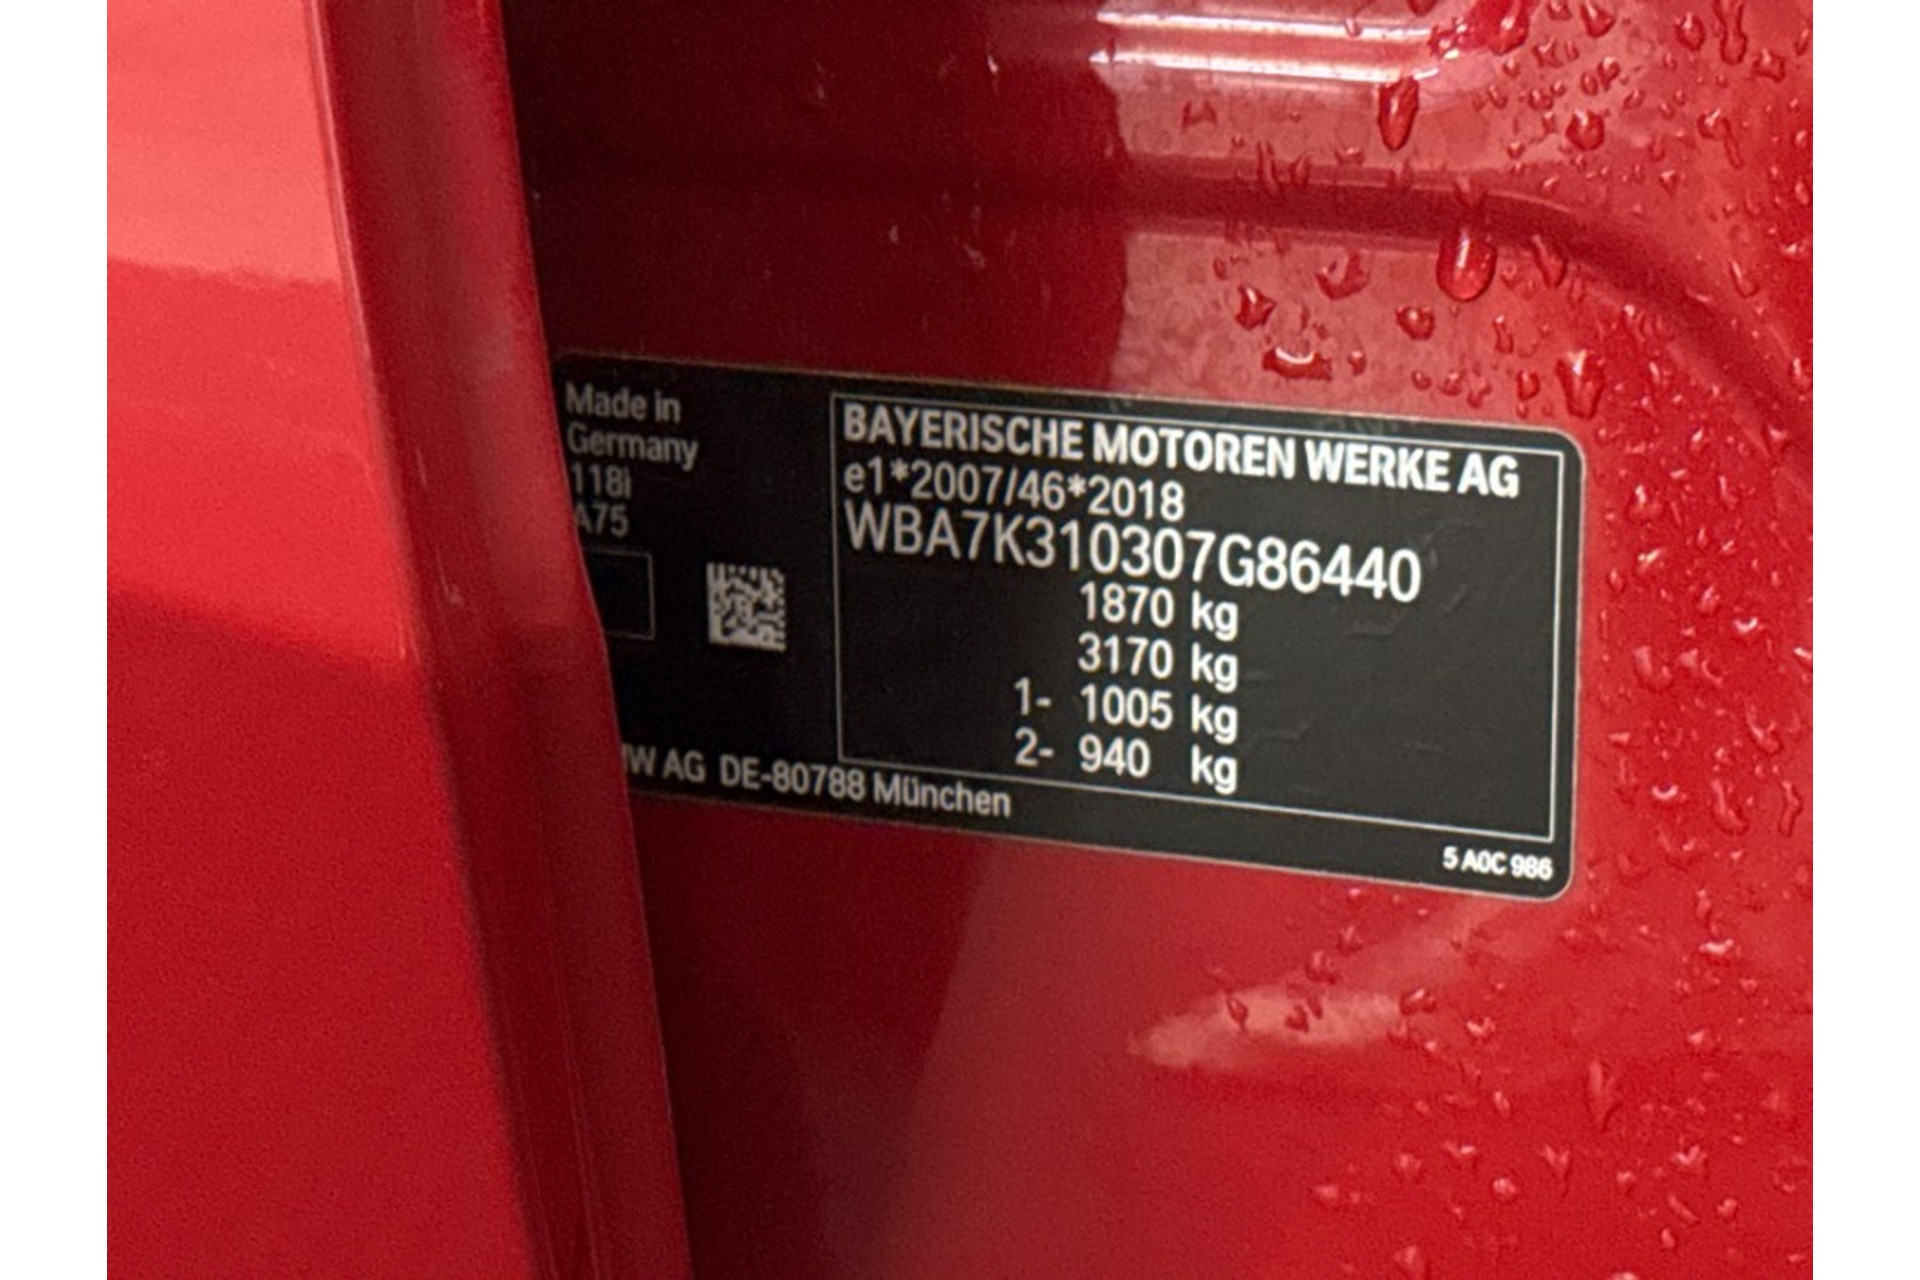 Made in
Germany
118i
A75
BAYERISCHE MOTOREN WERKE AG
e1*2007/46*2018
WBA7K310307G86440
1870 kg
3170 kg
1- 1005 kg
2- 940 kg
AG DE-80788 München
5 A0C 986